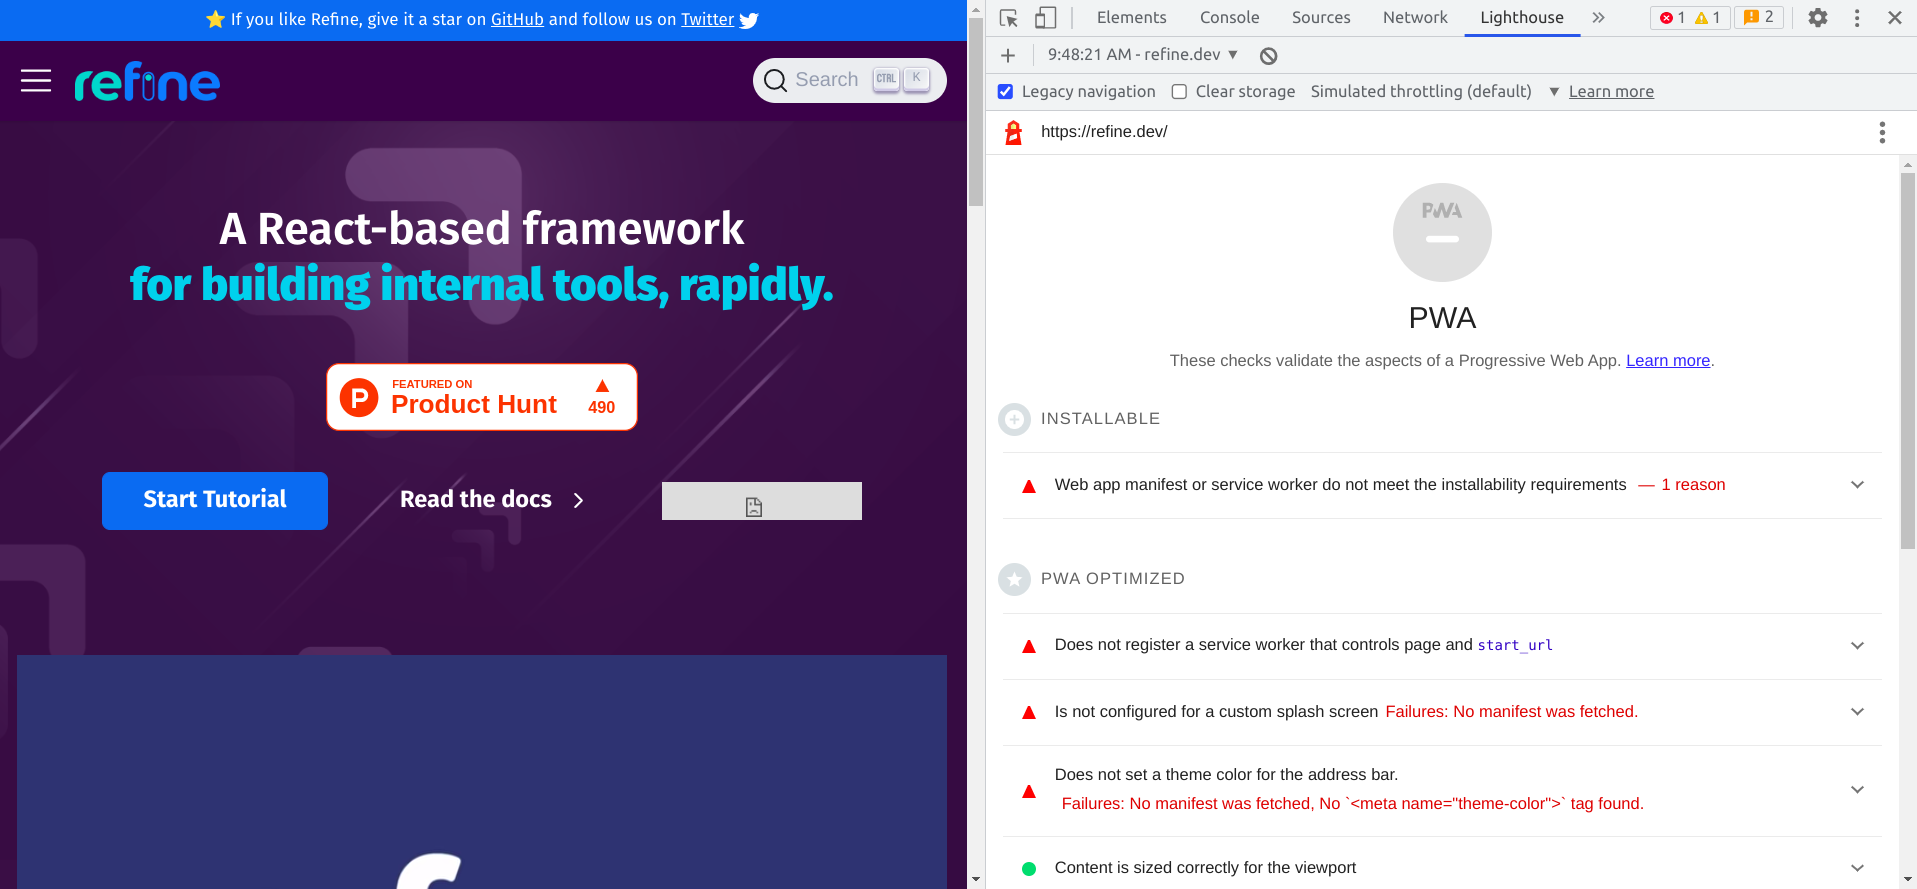 ⭐ If you like Refine, give it a star on GitHub and follow us on Twitter
refine
Search
CTRL
K
A React-based framework
for building internal tools, rapidly.
P
FEATURED ON
Product Hunt
▲
490
Start Tutorial
Read the docs
Elements
Console
Sources
Network
Lighthouse
1
1
2
9:48:21 AM - refine.dev
Legacy navigation
Clear storage
Simulated throttling (default)
Learn more
https://refine.dev/
PWA
PWA
These checks validate the aspects of a Progressive Web App. Learn more.
INSTALLABLE
Web app manifest or service worker do not meet the installability requirements — 1 reason
PWA OPTIMIZED
Does not register a service worker that controls page and start_url
Is not configured for a custom splash screen Failures: No manifest was fetched.
Does not set a theme color for the address bar.
Failures: No manifest was fetched, No `<meta name="theme-color">` tag found.
Content is sized correctly for the viewport